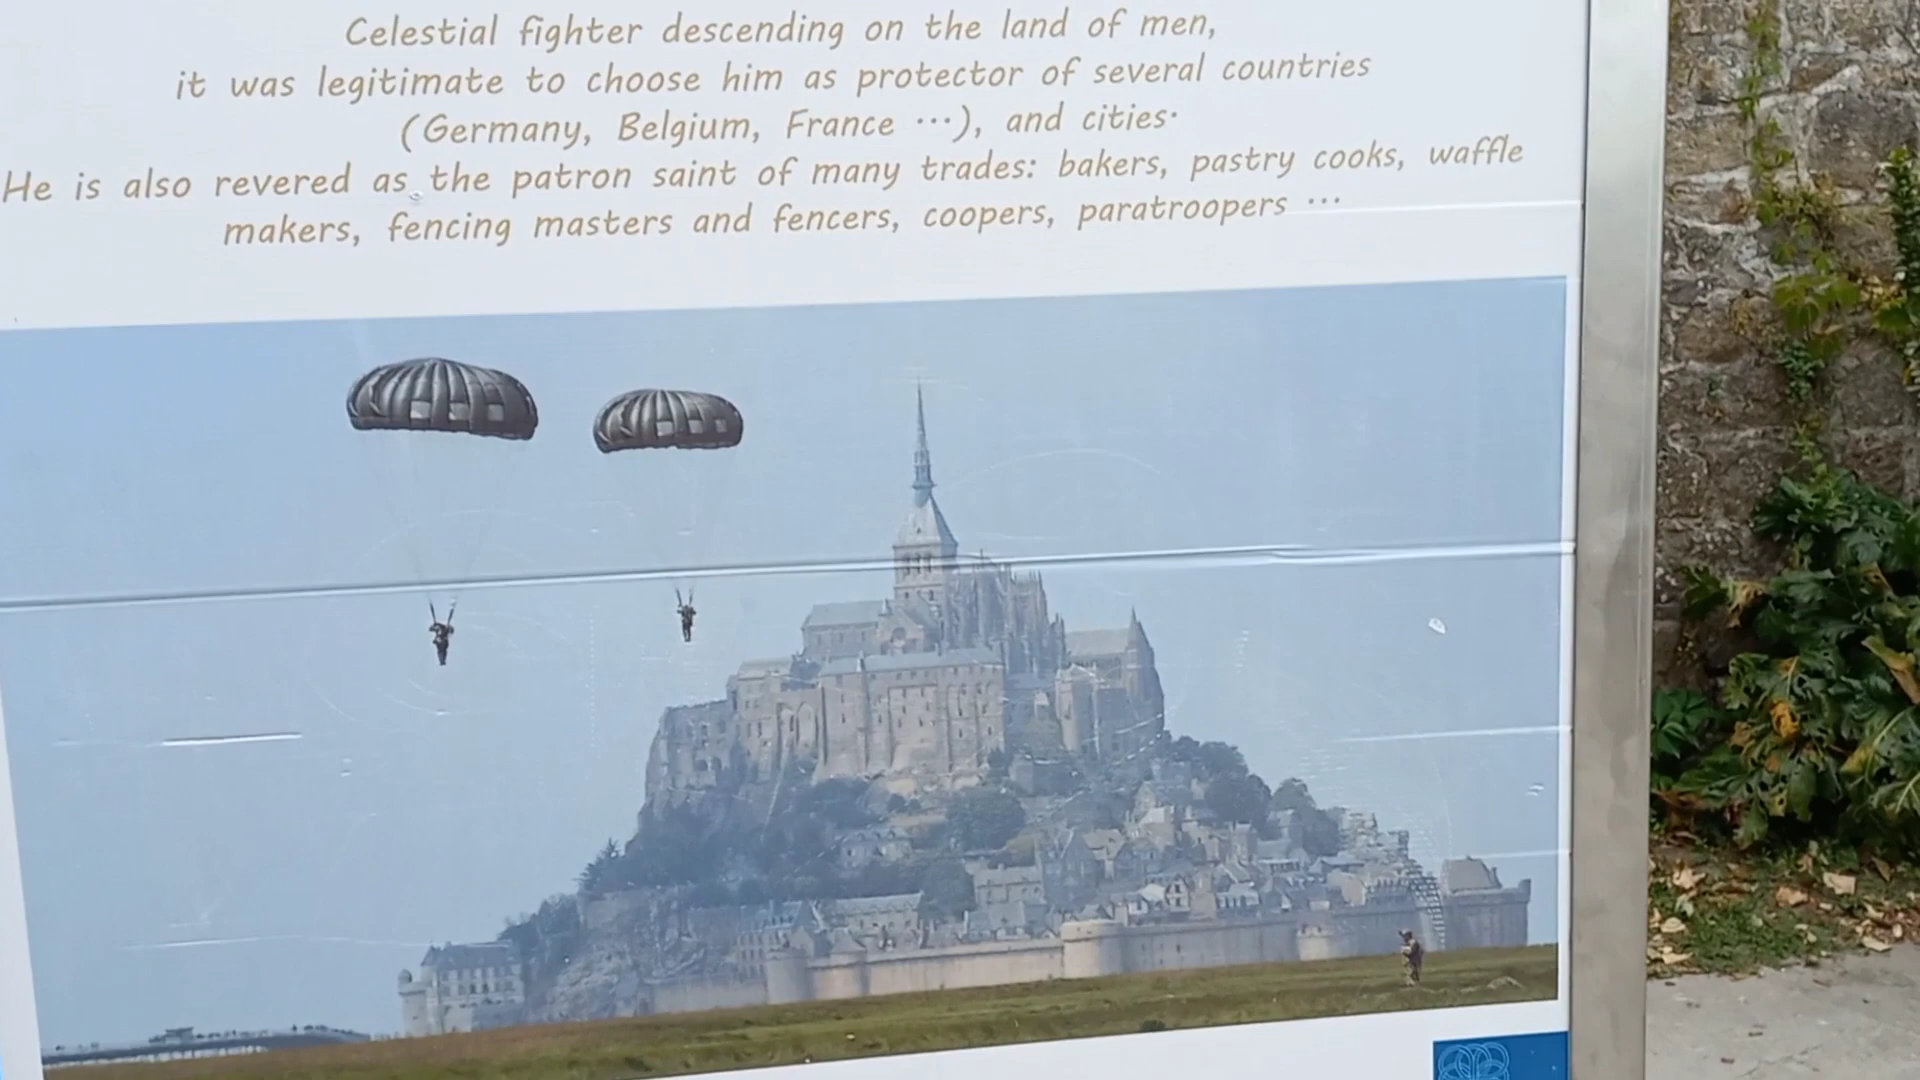 Celestial fighter descending on the land of men,
it was legitimate to choose him as protector of several countries
(Germany, Belgium, France ···), and cities·
He is also revered as the patron saint of many trades: bakers, pastry cooks, waffle
makers, fencing masters and fencers, coopers, paratroopers ···